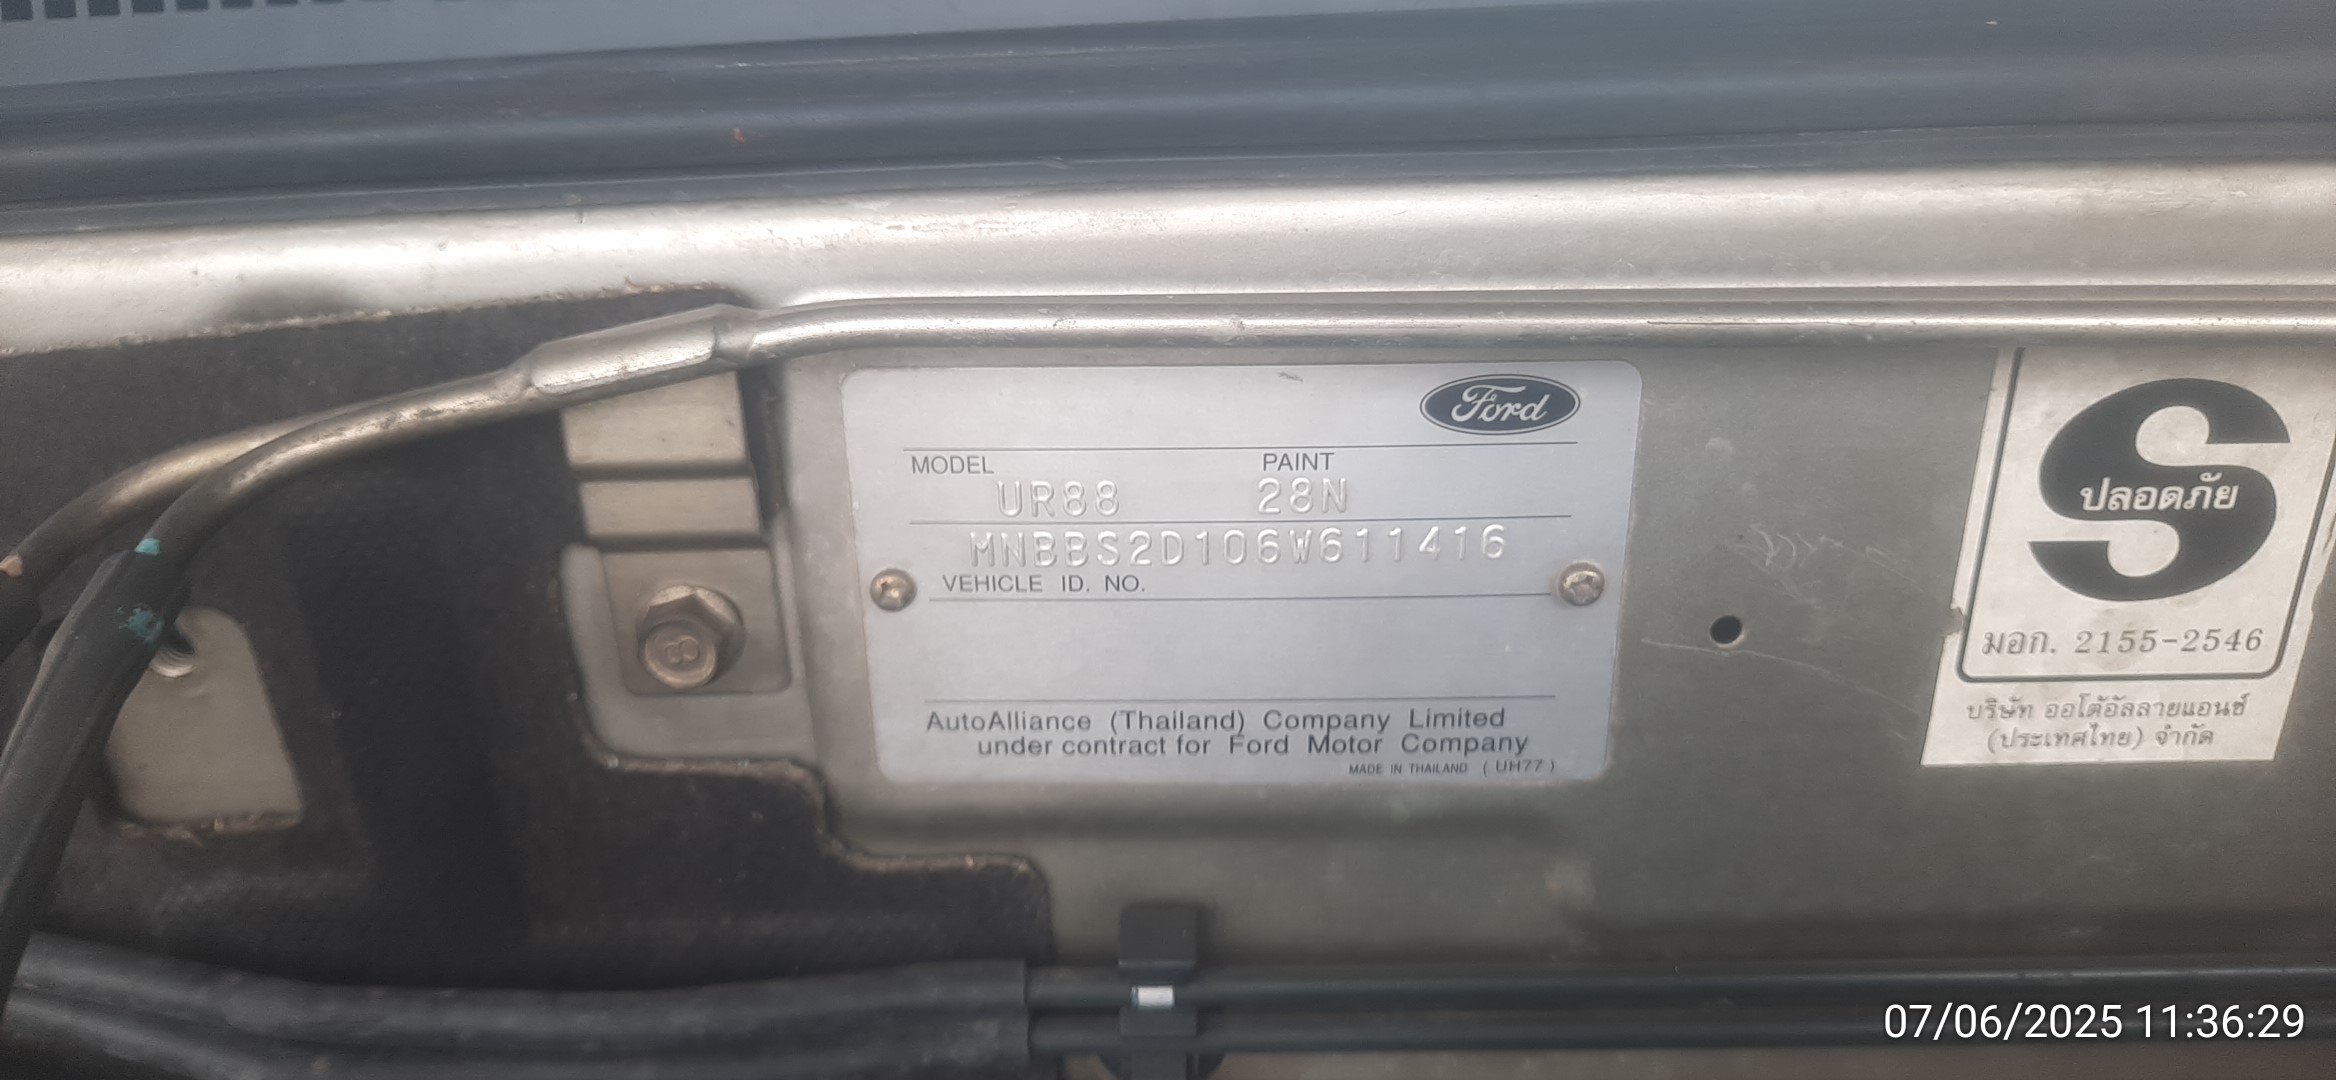 Ford
MODEL PAINT
UR88 28N
MNBBS2D106W611416
VEHICLE ID. NO.
AutoAlliance (Thailand) Company Limited
under contract for Ford Motor Company
MADE IN THAILAND (UH77)
ปลอดภัย
มอก. 2155-2546
บริษัท ออโต้อัลลายแอนซ์
(ประเทศไทย) จำกัด
8
07/06/2025 11:36:29